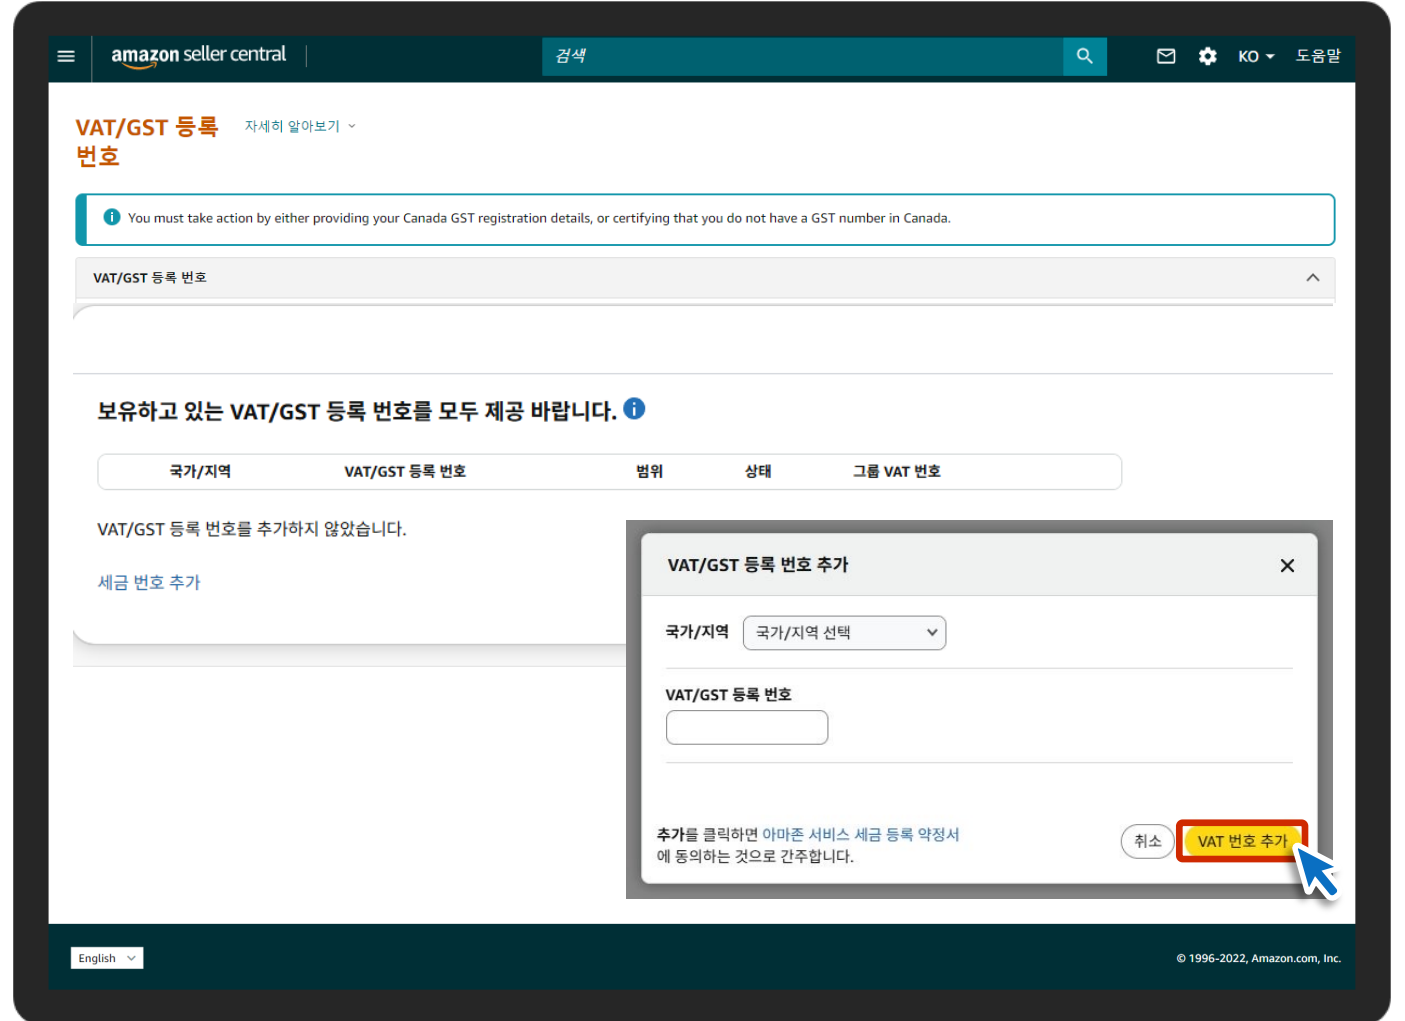 amazon seller central
검색
KO
도움말
VAT/GST 등록
번호
자세히 알아보기
You must take action by either providing your Canada GST registration details, or certifying that you do not have a GST number in Canada.
VAT/GST 등록 번호
보유하고 있는 VAT/GST 등록 번호를 모두 제공 바랍니다.
국가/지역 VAT/GST 등록 번호 범위 상태 그룹 VAT 번호
VAT/GST 등록 번호를 추가하지 않았습니다.
세금 번호 추가
VAT/GST 등록 번호 추가
국가/지역 국가/지역 선택
VAT/GST 등록 번호
추가를 클릭하면 아마존 서비스 세금 등록 약정서
에 동의하는 것으로 간주합니다.
취소
VAT 번호 추가
English
© 1996-2022, Amazon.com, Inc.